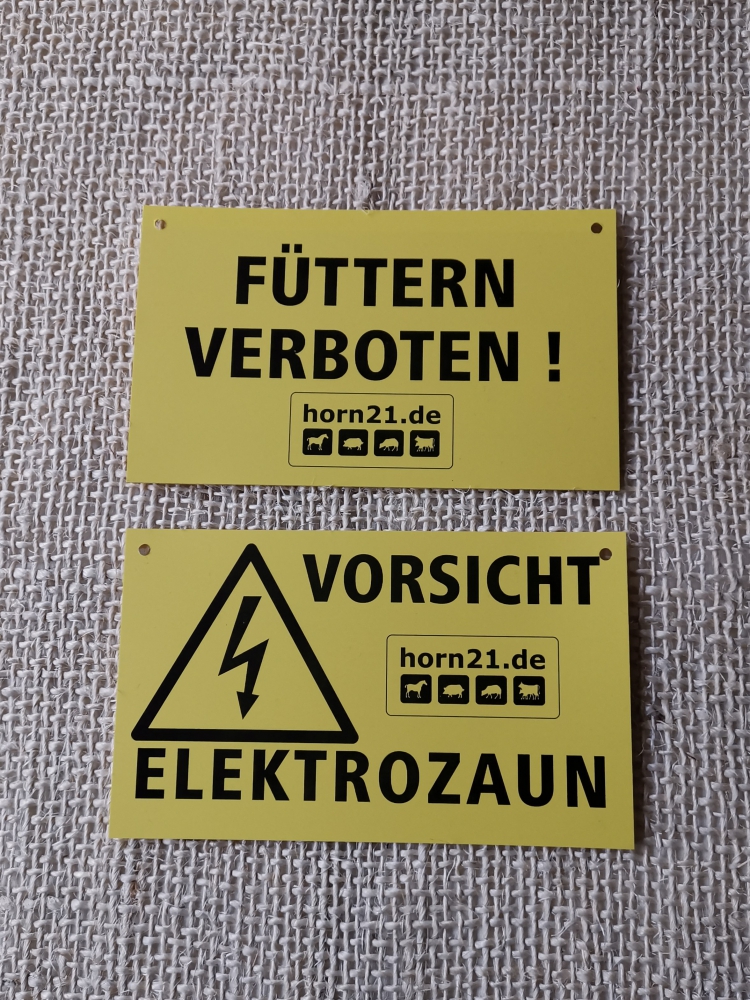 FÜTTERN
VERBOTEN !
horn21.de
VORSICHT
horn21.de
ELEKTROZAUN